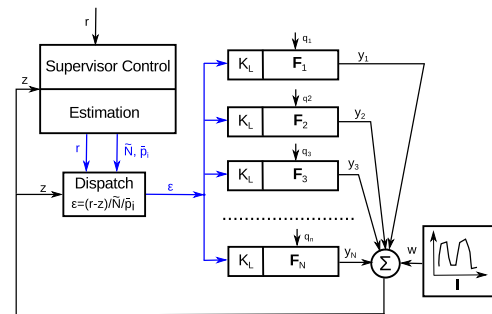 r
z
Supervisor Control
Estimation
r
Ñ, p̄ᵢ
z
Dispatch
ε=(r-z)/Ñ/p̄ᵢ
ε
q₁
K_L F₁
y₁
q2
K_L F₂
y₂
q₃
K_L F₃
y₃
qₙ
K_L F_N
y_N
Σ
w
I